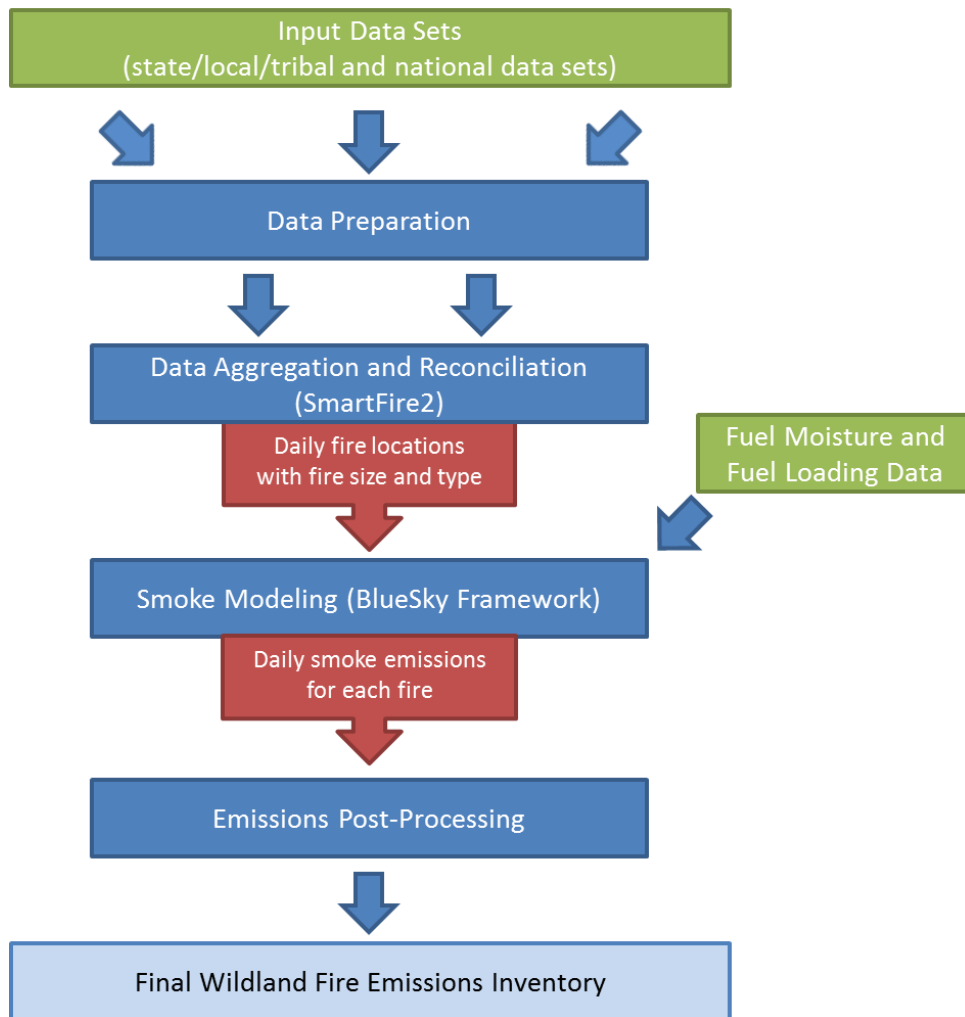 Input Data Sets
(state/local/tribal and national data sets)
Data Preparation
Data Aggregation and Reconciliation
(SmartFire2)
Daily fire locations
with fire size and type
Fuel Moisture and
Fuel Loading Data
Smoke Modeling (BlueSky Framework)
Daily smoke emissions
for each fire
Emissions Post-Processing
Final Wildland Fire Emissions Inventory